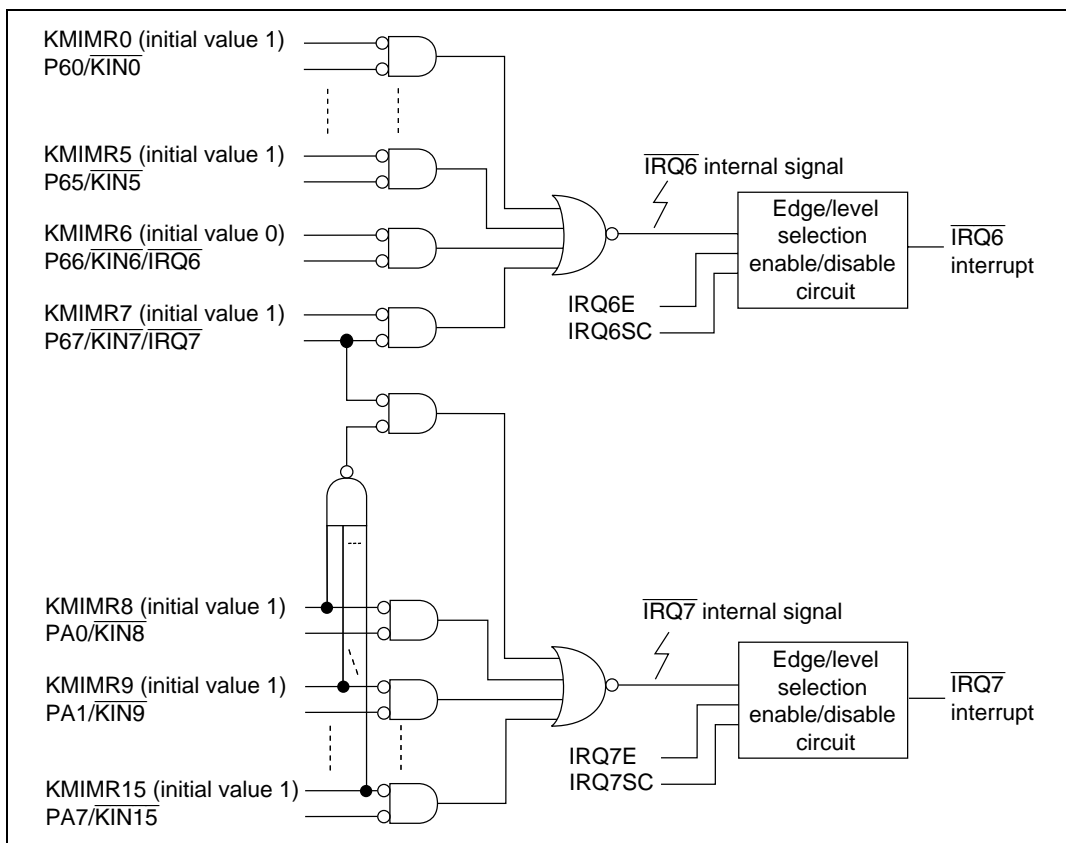 KMIMR0 (initial value 1)
P60/KIN0
KMIMR5 (initial value 1)
P65/KIN5
KMIMR6 (initial value 0)
P66/KIN6/IRQ6
KMIMR7 (initial value 1)
P67/KIN7/IRQ7
IRQ6 internal signal
Edge/level
selection
enable/disable
circuit
IRQ6E
IRQ6SC
IRQ6
interrupt
KMIMR8 (initial value 1)
PA0/KIN8
KMIMR9 (initial value 1)
PA1/KIN9
KMIMR15 (initial value 1)
PA7/KIN15
IRQ7 internal signal
Edge/level
selection
enable/disable
circuit
IRQ7E
IRQ7SC
IRQ7
interrupt